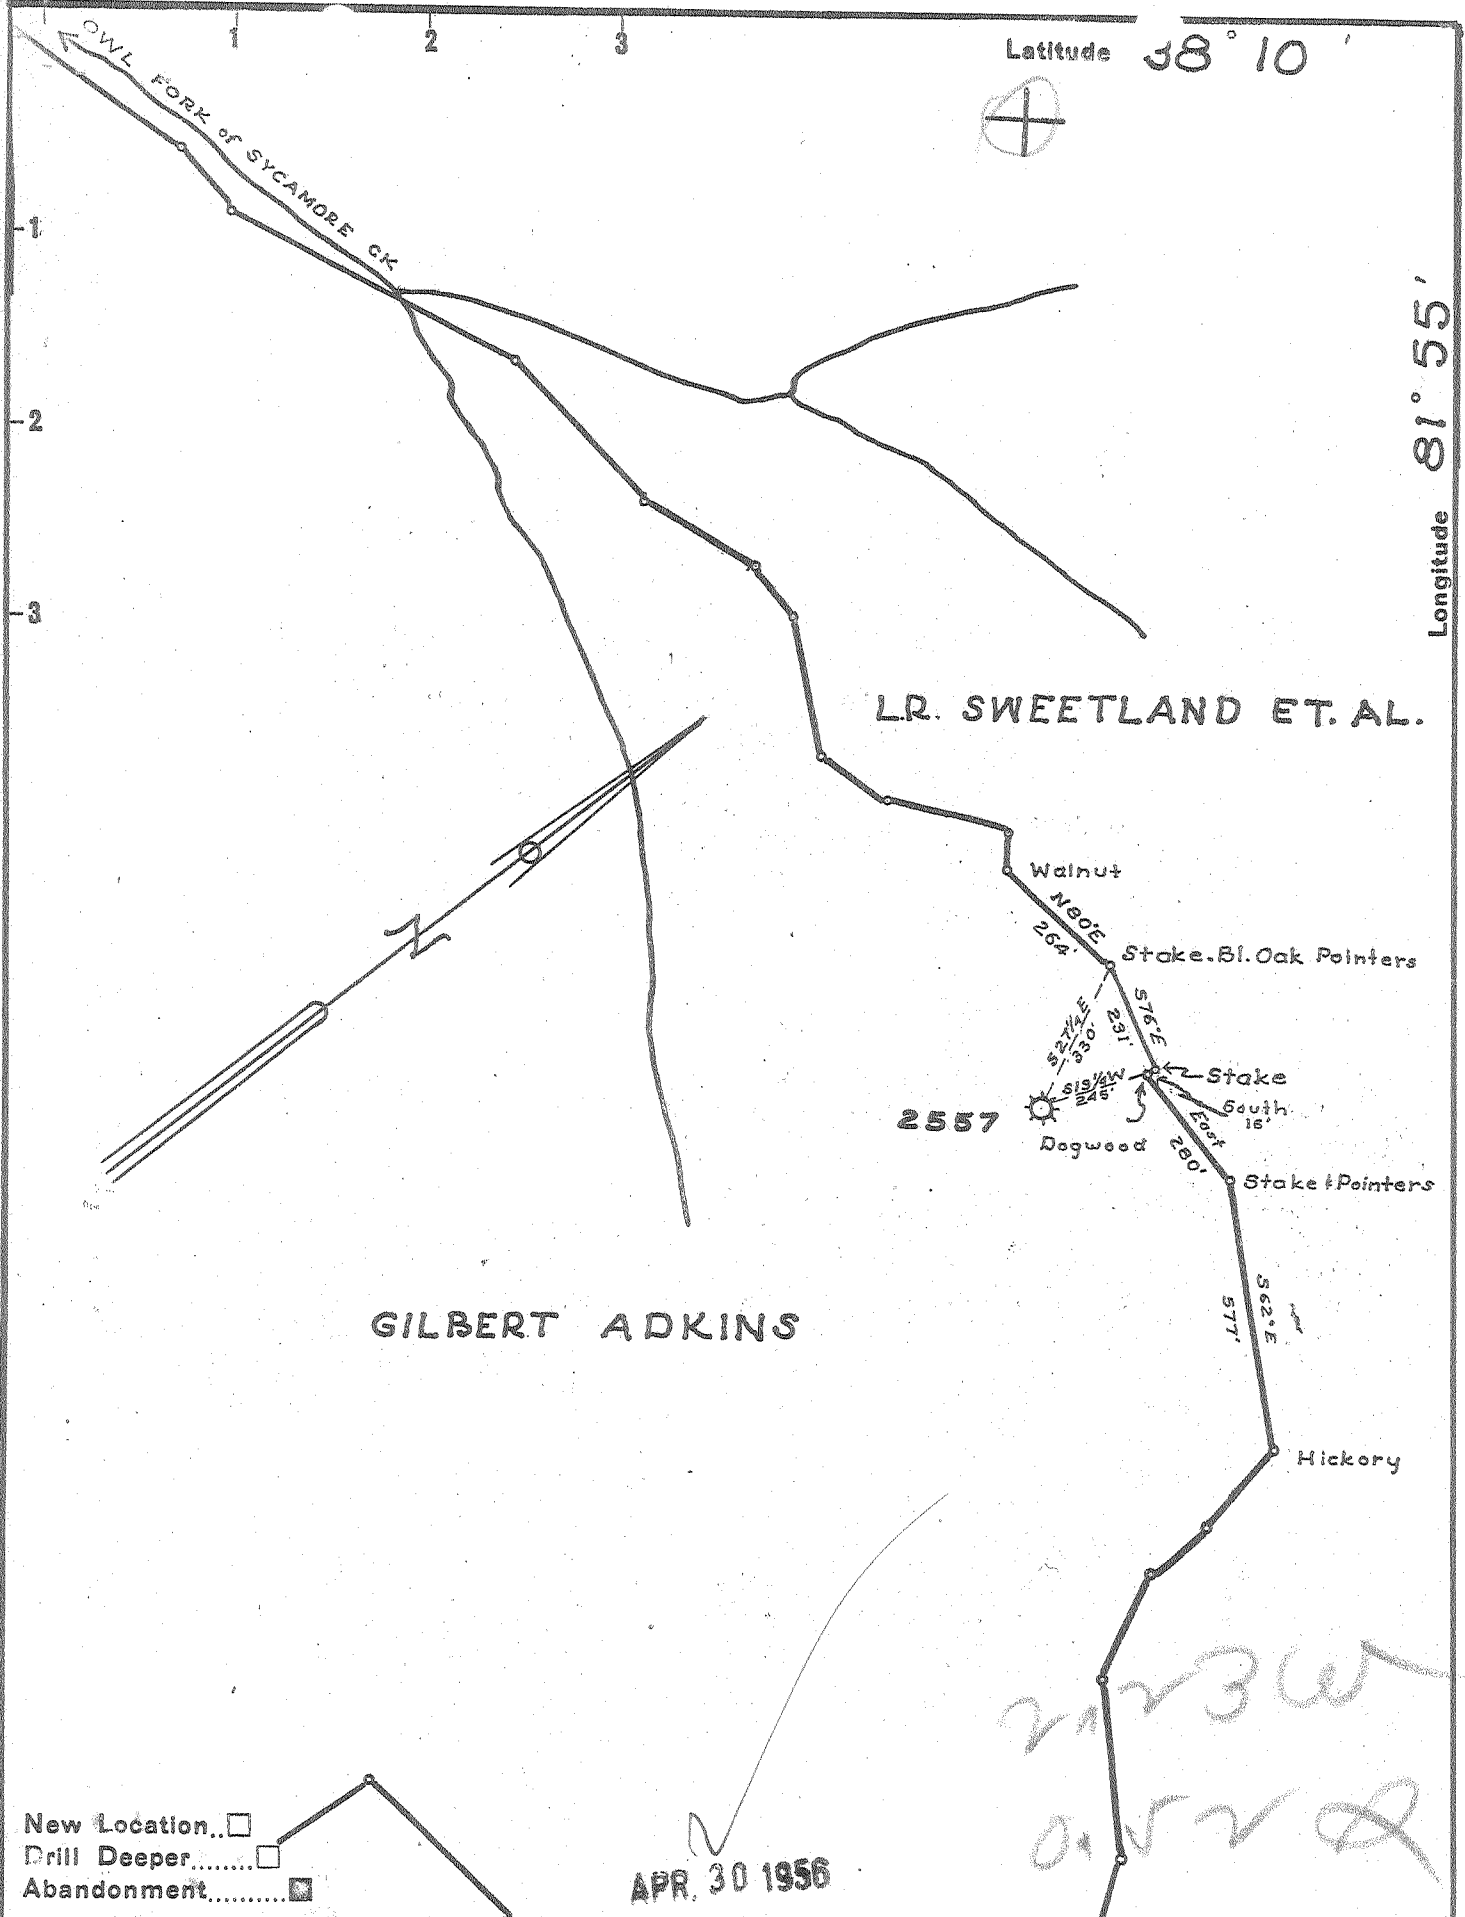 1 2 3
Latitude 38° 10'
OWL FORK of SYCAMORE CK
-1
-2
-3
Longitude 81° 55'
L.R. SWEETLAND ET. AL.
Walnut
N80°E
264'
Stake. Bl. Oak Pointers
S76°E
231'
S27¼E
330'
S19¼W
245'
Stake
South
16'
2557
Dogwood
East
280'
Stake & Pointers
S62°E
577'
N
GILBERT ADKINS
Hickory
New Location..
Drill Deeper........
Abandonment..........
APR. 30 1956